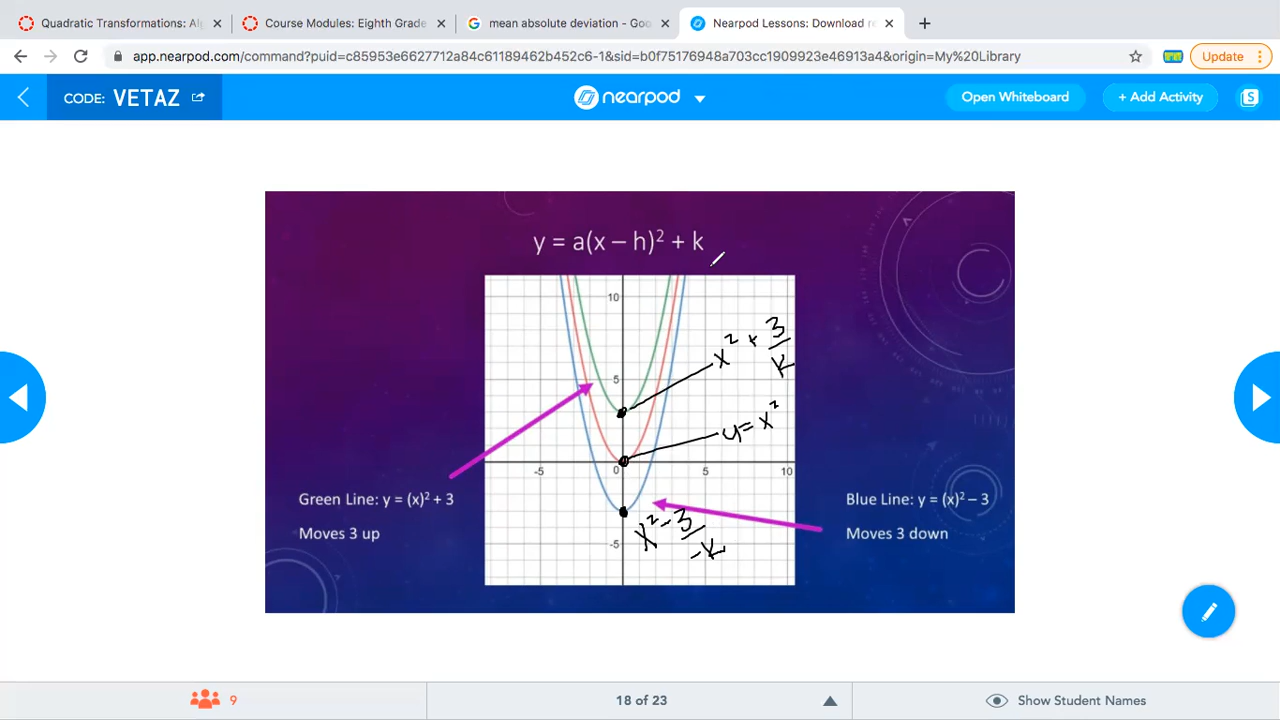 Quadratic Transformations: Al
Course Modules: Eighth Grade
mean absolute deviation - Goo
Nearpod Lessons: Download re
app.nearpod.com/command?puid=c85953e6627712a84c61189462b452c6-1&sid=b0f75176948a703cc1909923e46913a4&origin=My%20Library
Update
CODE: VETAZ
nearpod
Open Whiteboard
+ Add Activity
S
y = a(x – h)² + k
10
x² + 3
k
5
y = x²
-5
0
5
10
Green Line: y = (x)² + 3
Moves 3 up
Blue Line: y = (x)² – 3
Moves 3 down
x² - 3
-k
-5
9
18 of 23
Show Student Names